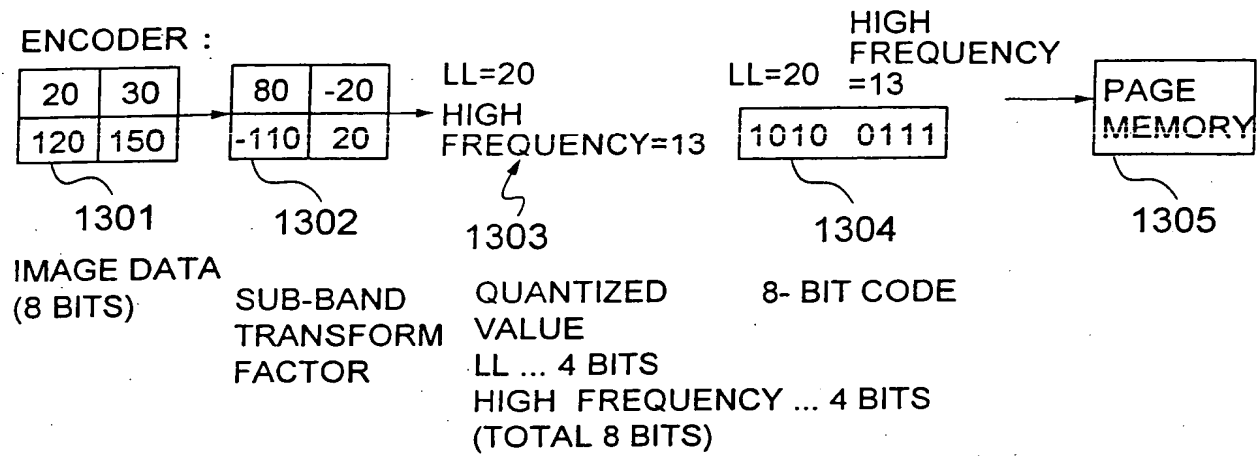 ENCODER :
20 30
120 150
1301
IMAGE DATA
(8 BITS)
80 -20
-110 20
1302
SUB-BAND
TRANSFORM
FACTOR
LL=20
HIGH
FREQUENCY=13
1303
QUANTIZED
VALUE
LL ... 4 BITS
HIGH FREQUENCY ... 4 BITS
(TOTAL 8 BITS)
LL=20
HIGH
FREQUENCY
=13
1010 0111
1304
8- BIT CODE
PAGE
MEMORY
1305